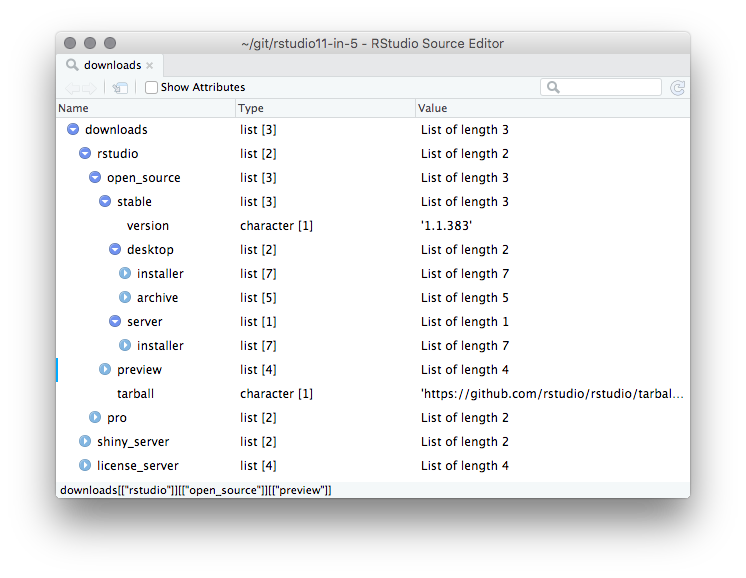 ~/git/rstudio11-in-5 - RStudio Source Editor
downloads
Show Attributes
Name Type Value
downloads list [3] List of length 3
rstudio list [2] List of length 2
open_source list [3] List of length 3
stable list [3] List of length 3
version character [1] '1.1.383'
desktop list [2] List of length 2
installer list [7] List of length 7
archive list [5] List of length 5
server list [1] List of length 1
installer list [7] List of length 7
preview list [4] List of length 4
tarball character [1] 'https://github.com/rstudio/rstudio/tarbal...
pro list [2] List of length 2
shiny_server list [2] List of length 2
license_server list [4] List of length 4
downloads[["rstudio"]][["open_source"]][["preview"]]